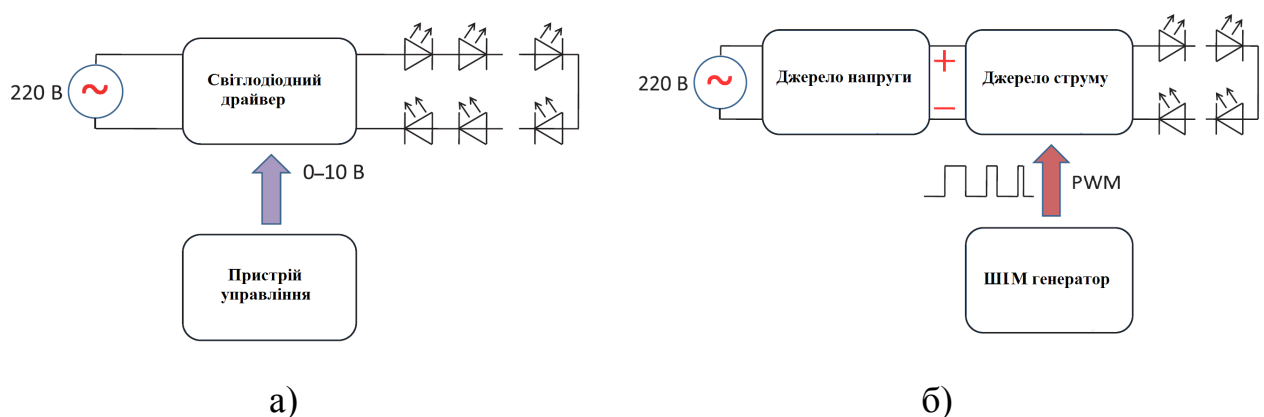 220 В
~
Світлодіодний
драйвер
0–10 В
Пристрій
управління
а)
220 В
~
Джерело напруги
+
−
Джерело струму
PWM
ШІМ генератор
б)